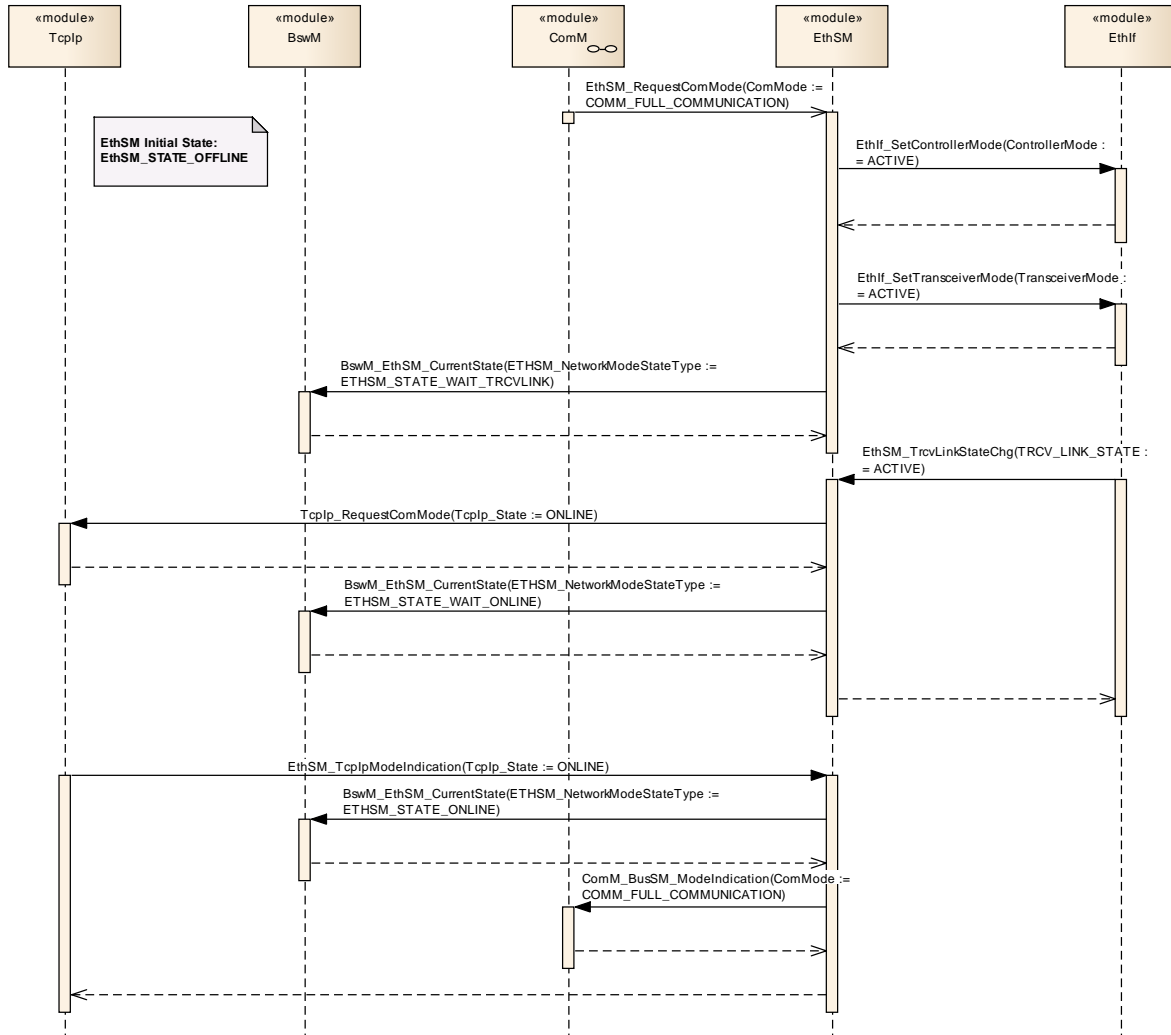 «module»
TcpIp
«module»
BswM
«module»
ComM
«module»
EthSM
«module»
EthIf
EthSM_RequestComMode(ComMode :=
COMM_FULL_COMMUNICATION)
EthSM Initial State:
EthSM_STATE_OFFLINE
EthIf_SetControllerMode(ControllerMode :
= ACTIVE)
EthIf_SetTransceiverMode(TransceiverMode :
= ACTIVE)
BswM_EthSM_CurrentState(ETHSM_NetworkModeStateType :=
ETHSM_STATE_WAIT_TRCVLINK)
EthSM_TrcvLinkStateChg(TRCV_LINK_STATE :
= ACTIVE)
TcpIp_RequestComMode(TcpIp_State := ONLINE)
BswM_EthSM_CurrentState(ETHSM_NetworkModeStateType :=
ETHSM_STATE_WAIT_ONLINE)
EthSM_TcpIpModeIndication(TcpIp_State := ONLINE)
BswM_EthSM_CurrentState(ETHSM_NetworkModeStateType :=
ETHSM_STATE_ONLINE)
ComM_BusSM_ModeIndication(ComMode :=
COMM_FULL_COMMUNICATION)